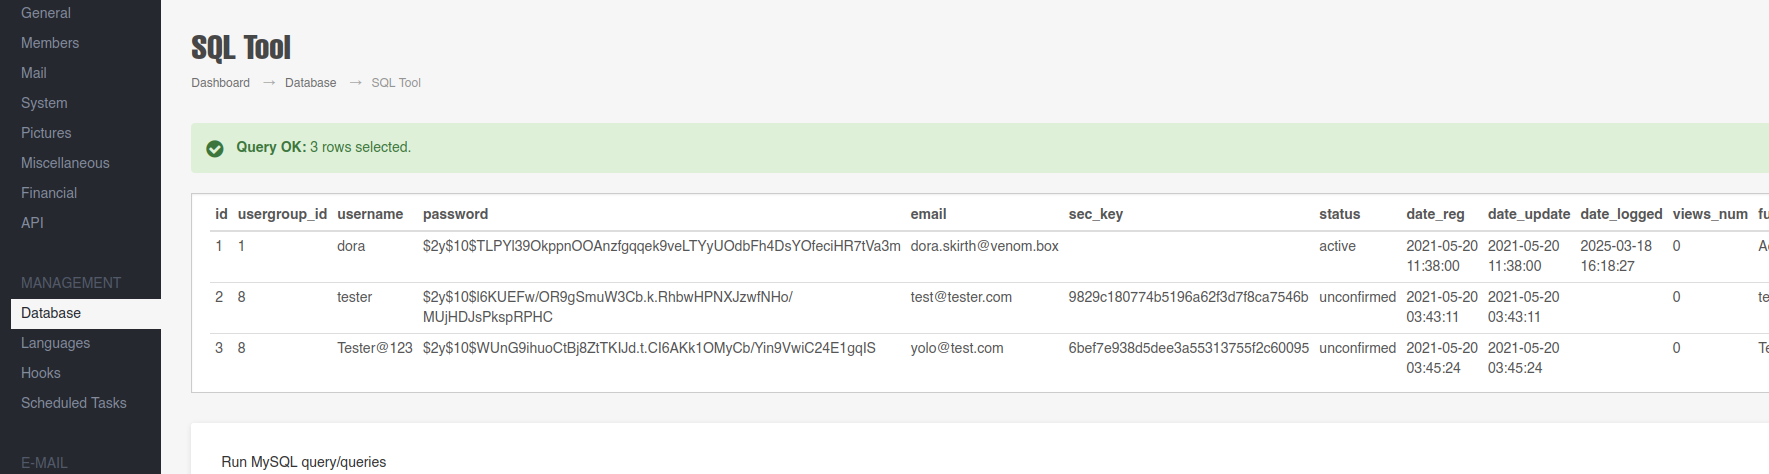 General
Members
Mail
System
Pictures
Miscellaneous
Financial
API
MANAGEMENT
Database
Languages
Hooks
Scheduled Tasks
E-MAIL
SQL Tool
Dashboard → Database → SQL Tool
Query OK: 3 rows selected.
id usergroup_id username password email sec_key status date_reg date_update date_logged views_num fu
1 1 dora $2y$10$TLPYl39OkppnOOAnzfgqqek9veLTYyUOdbFh4DsYOfeciHR7tVa3m dora.skirth@venom.box active 2021-05-20 2021-05-20 2025-03-18 0 A
11:38:00 11:38:00 16:18:27
2 8 tester $2y$10$l6KUEFw/OR9gSmuW3Cb.k.RhbwHPNXJzwfNHo/ test@tester.com 9829c180774b5196a62f3d7f8ca7546b unconfirmed 2021-05-20 2021-05-20 0 te
MUjHDJsPkspRPHC 03:43:11 03:43:11
3 8 Tester@123 $2y$10$WUnG9ihuoCtBj8ZtTKIJd.t.CI6AKk1OMyCb/Yin9VwiC24E1gqIS yolo@test.com 6bef7e938d5dee3a55313755f2c60095 unconfirmed 2021-05-20 2021-05-20 0 Te
03:45:24 03:45:24
Run MySQL query/queries